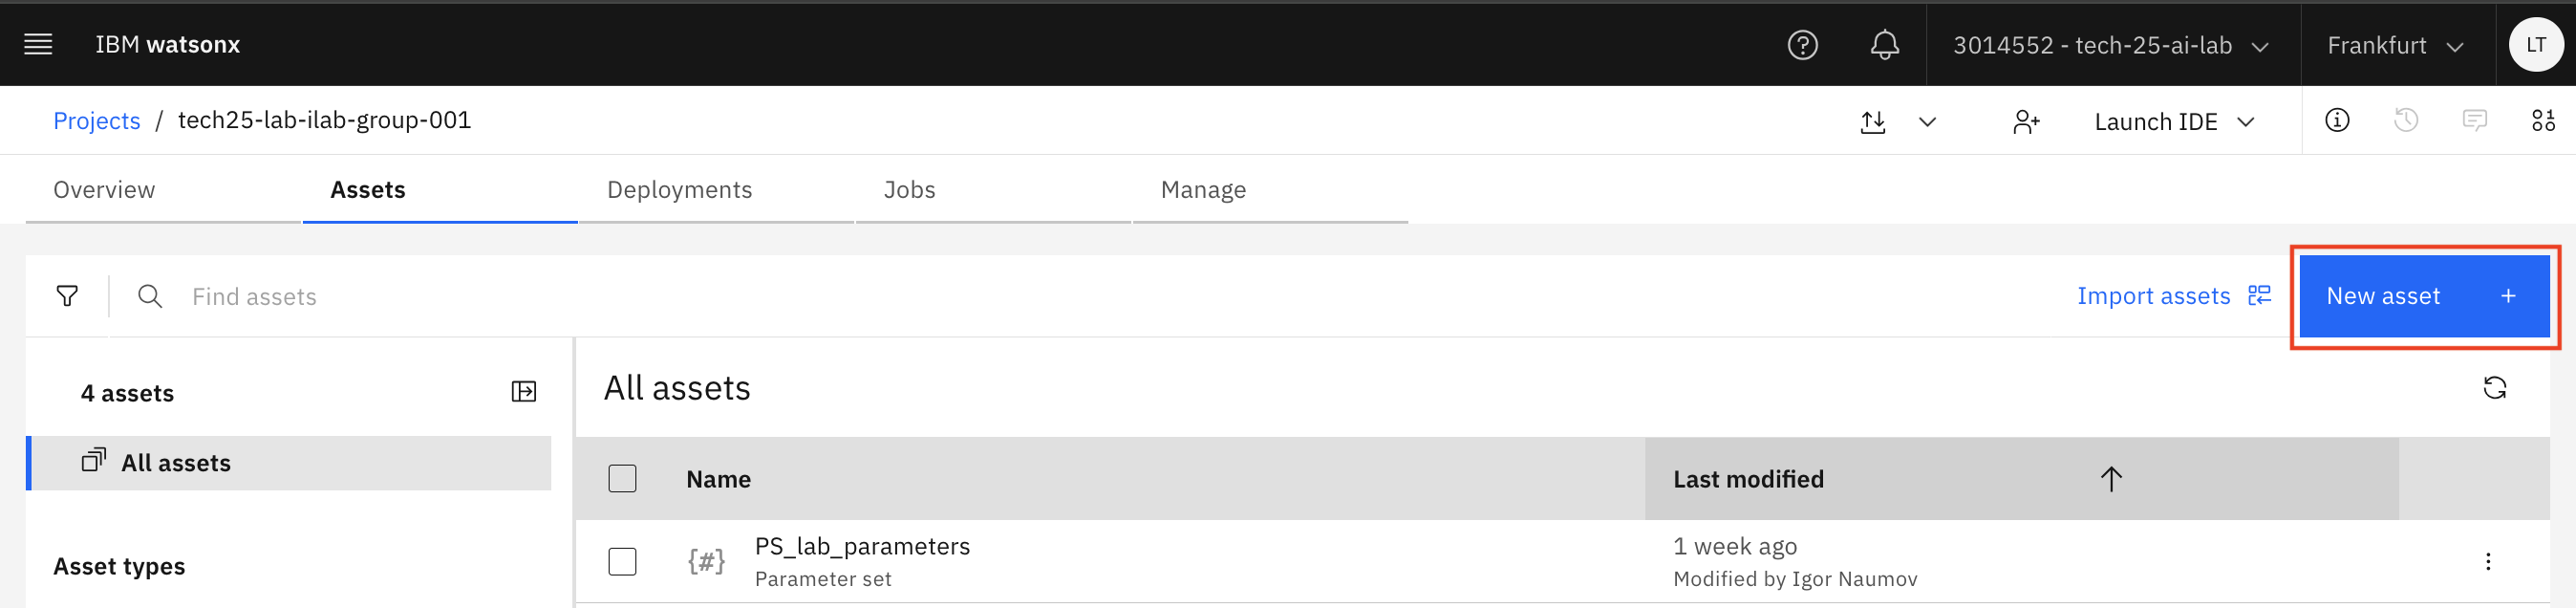 IBM watsonx
3014552 - tech-25-ai-lab
Frankfurt
LT
Projects / tech25-lab-ilab-group-001
Launch IDE
Overview
Assets
Deployments
Jobs
Manage
Find assets
Import assets
New asset +
4 assets
All assets
Asset types
All assets
Name
Last modified
{#}
PS_lab_parameters
Parameter set
1 week ago
Modified by Igor Naumov